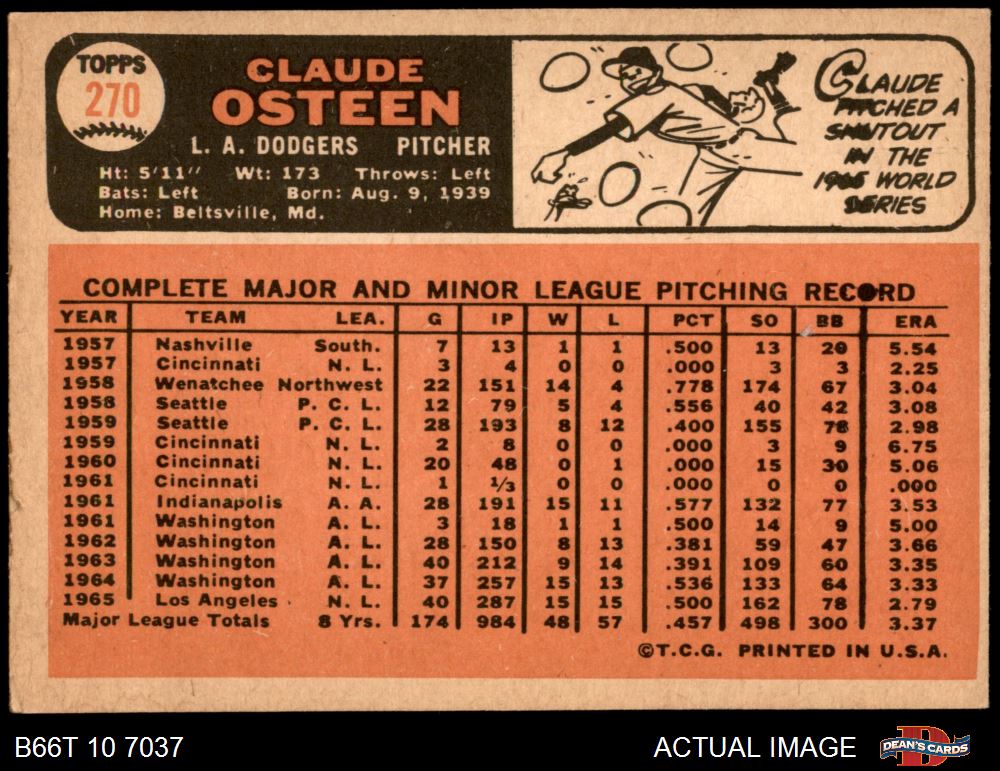 TOPPS
270
CLAUDE
OSTEEN
L. A. DODGERS PITCHER
Ht: 5'11" Wt: 173 Throws: Left
Bats: Left Born: Aug. 9, 1939
Home: Beltsville, Md.
CLAUDE
PITCHED A
SHUTOUT
IN THE
1965 WORLD
SERIES
COMPLETE MAJOR AND MINOR LEAGUE PITCHING RECORD
YEAR TEAM LEA. G IP W L PCT SO BB ERA
1957 Nashville South. 7 13 1 1 .500 13 20 5.54
1957 Cincinnati N. L. 3 4 0 0 .000 3 3 2.25
1958 Wenatchee Northwest 22 151 14 4 .778 174 67 3.04
1958 Seattle P. C. L. 12 79 5 4 .556 40 42 3.08
1959 Seattle P. C. L. 28 193 8 12 .400 155 78 2.98
1959 Cincinnati N. L. 2 8 0 0 .000 3 9 6.75
1960 Cincinnati N. L. 20 48 0 1 .000 15 30 5.06
1961 Cincinnati N. L. 1 1/3 0 0 .000 0 0 .000
1961 Indianapolis A. A. 28 191 15 11 .577 132 77 3.53
1961 Washington A. L. 3 18 1 1 .500 14 9 5.00
1962 Washington A. L. 28 150 8 13 .381 59 47 3.66
1963 Washington A. L. 40 212 9 14 .391 109 60 3.35
1964 Washington A. L. 37 257 15 13 .536 133 64 3.33
1965 Los Angeles N. L. 40 287 15 15 .500 162 78 2.79
Major League Totals 8 Yrs. 174 984 48 57 .457 498 300 3.37
©T.C.G. PRINTED IN U.S.A.
B66T 10 7037 ACTUAL IMAGE DEAN'S CARDS